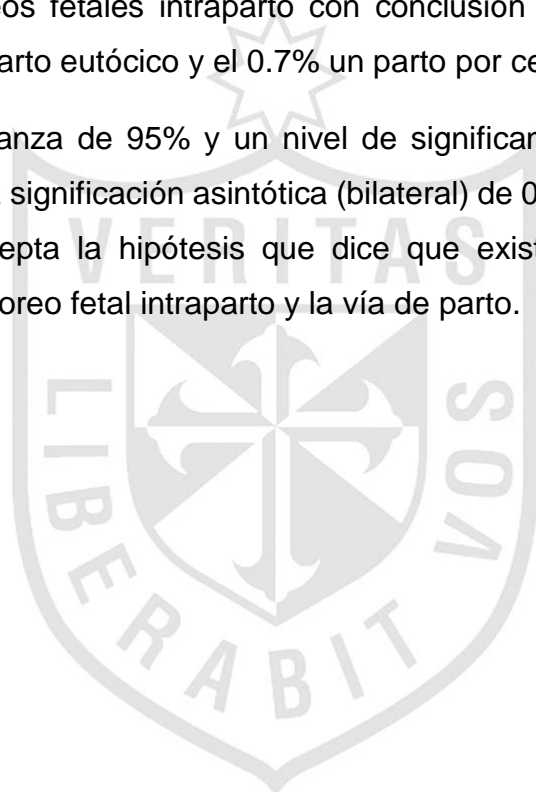 eos fetales intraparto con conclusión
arto eutócico y el 0.7% un parto por ce
anza de 95% y un nivel de significan
significación asintótica (bilateral) de 0
epta la hipótesis que dice que exist
oreo fetal intraparto y la vía de parto.
VERITAS
LIBERABIT
VOS